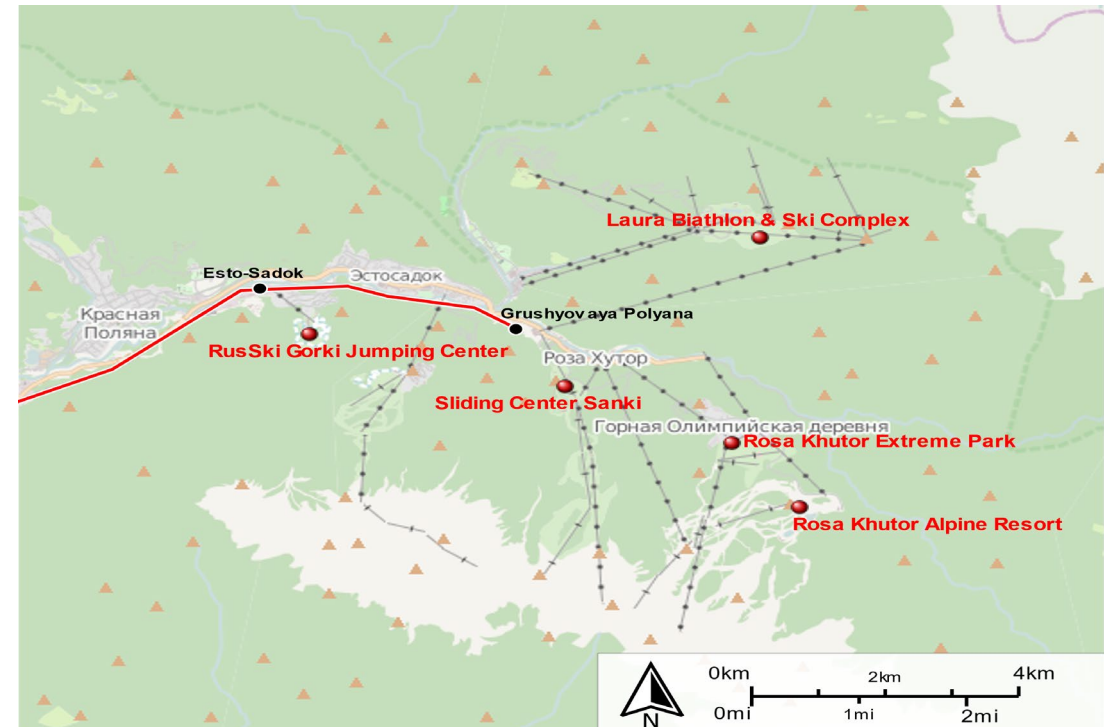 Laura Biathlon & Ski Complex
Esto-Sadok
Эстосадок
Красная
Поляна
Grushyovaya Polyana
RusSki Gorki Jumping Center
Роза Хутор
Sliding Center Sanki
Горная Олимпийская деревня
Rosa Khutor Extreme Park
Rosa Khutor Alpine Resort
0km 2km 4km
0mi 1mi 2mi
N